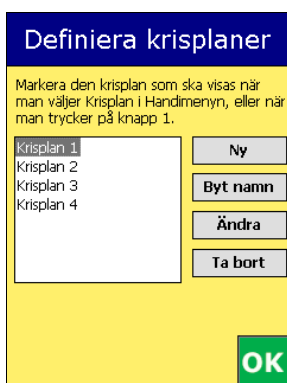 Definiera krisplaner
Markera den krisplan som ska visas när
man väljer Krisplan i Handimenyn, eller när
man trycker på knapp 1.
Krisplan 1
Krisplan 2
Krisplan 3
Krisplan 4
Ny
Byt namn
Ändra
Ta bort
OK